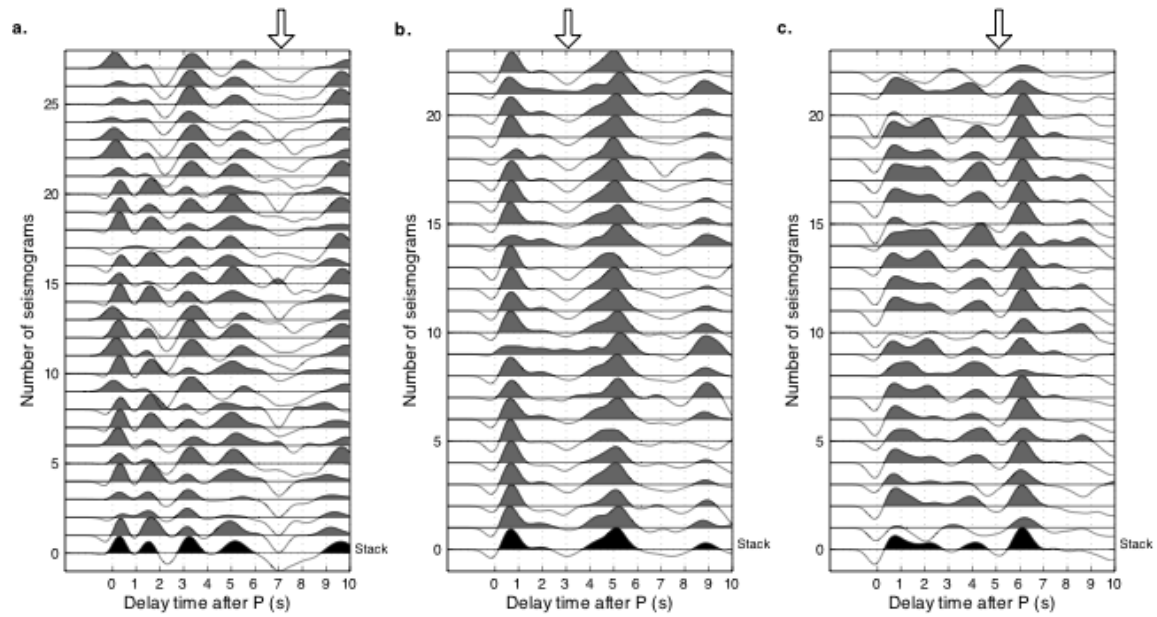 a.
b.
c.
Number of seismograms
25
20
15
10
5
0
Stack
0 1 2 3 4 5 6 7 8 9 10
Delay time after P (s)
Number of seismograms
20
15
10
5
0
Stack
0 1 2 3 4 5 6 7 8 9 10
Delay time after P (s)
Number of seismograms
20
15
10
5
0
Stack
0 1 2 3 4 5 6 7 8 9 10
Delay time after P (s)